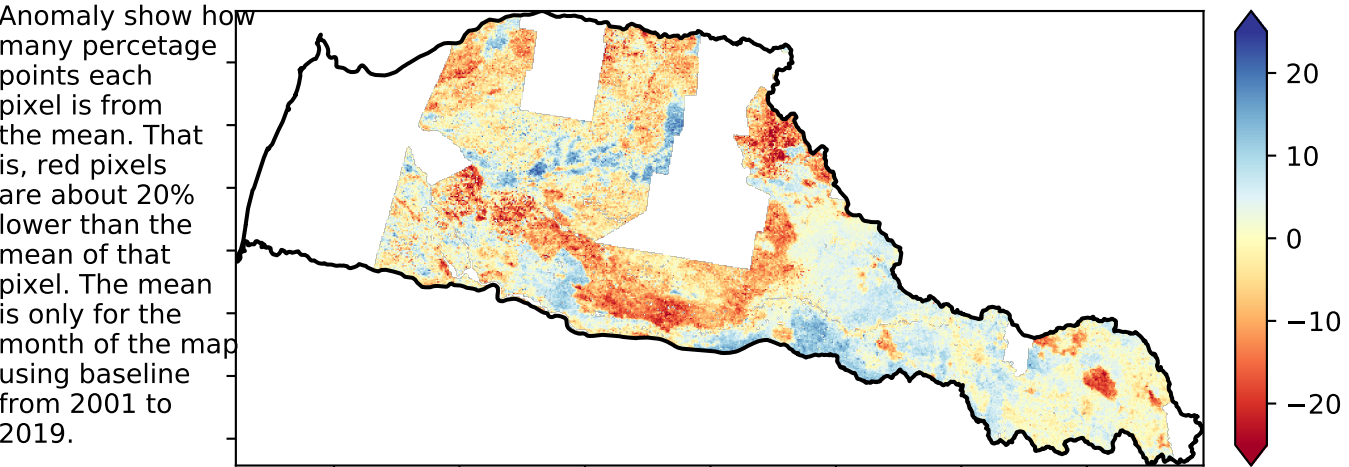 Anomaly show how
many percetage
points each
pixel is from
the mean. That
is, red pixels
are about 20%
lower than the
mean of that
pixel. The mean
is only for the
month of the map
using baseline
from 2001 to
2019.
20
10
0
−10
−20